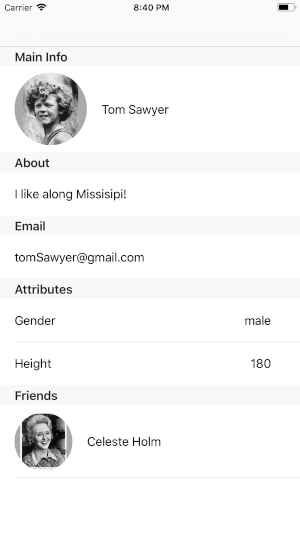 Carrier 8:40 PM
Main Info
Tom Sawyer
About
I like along Missisipi!
Email
tomSawyer@gmail.com
Attributes
Gender male
Height 180
Friends
Celeste Holm